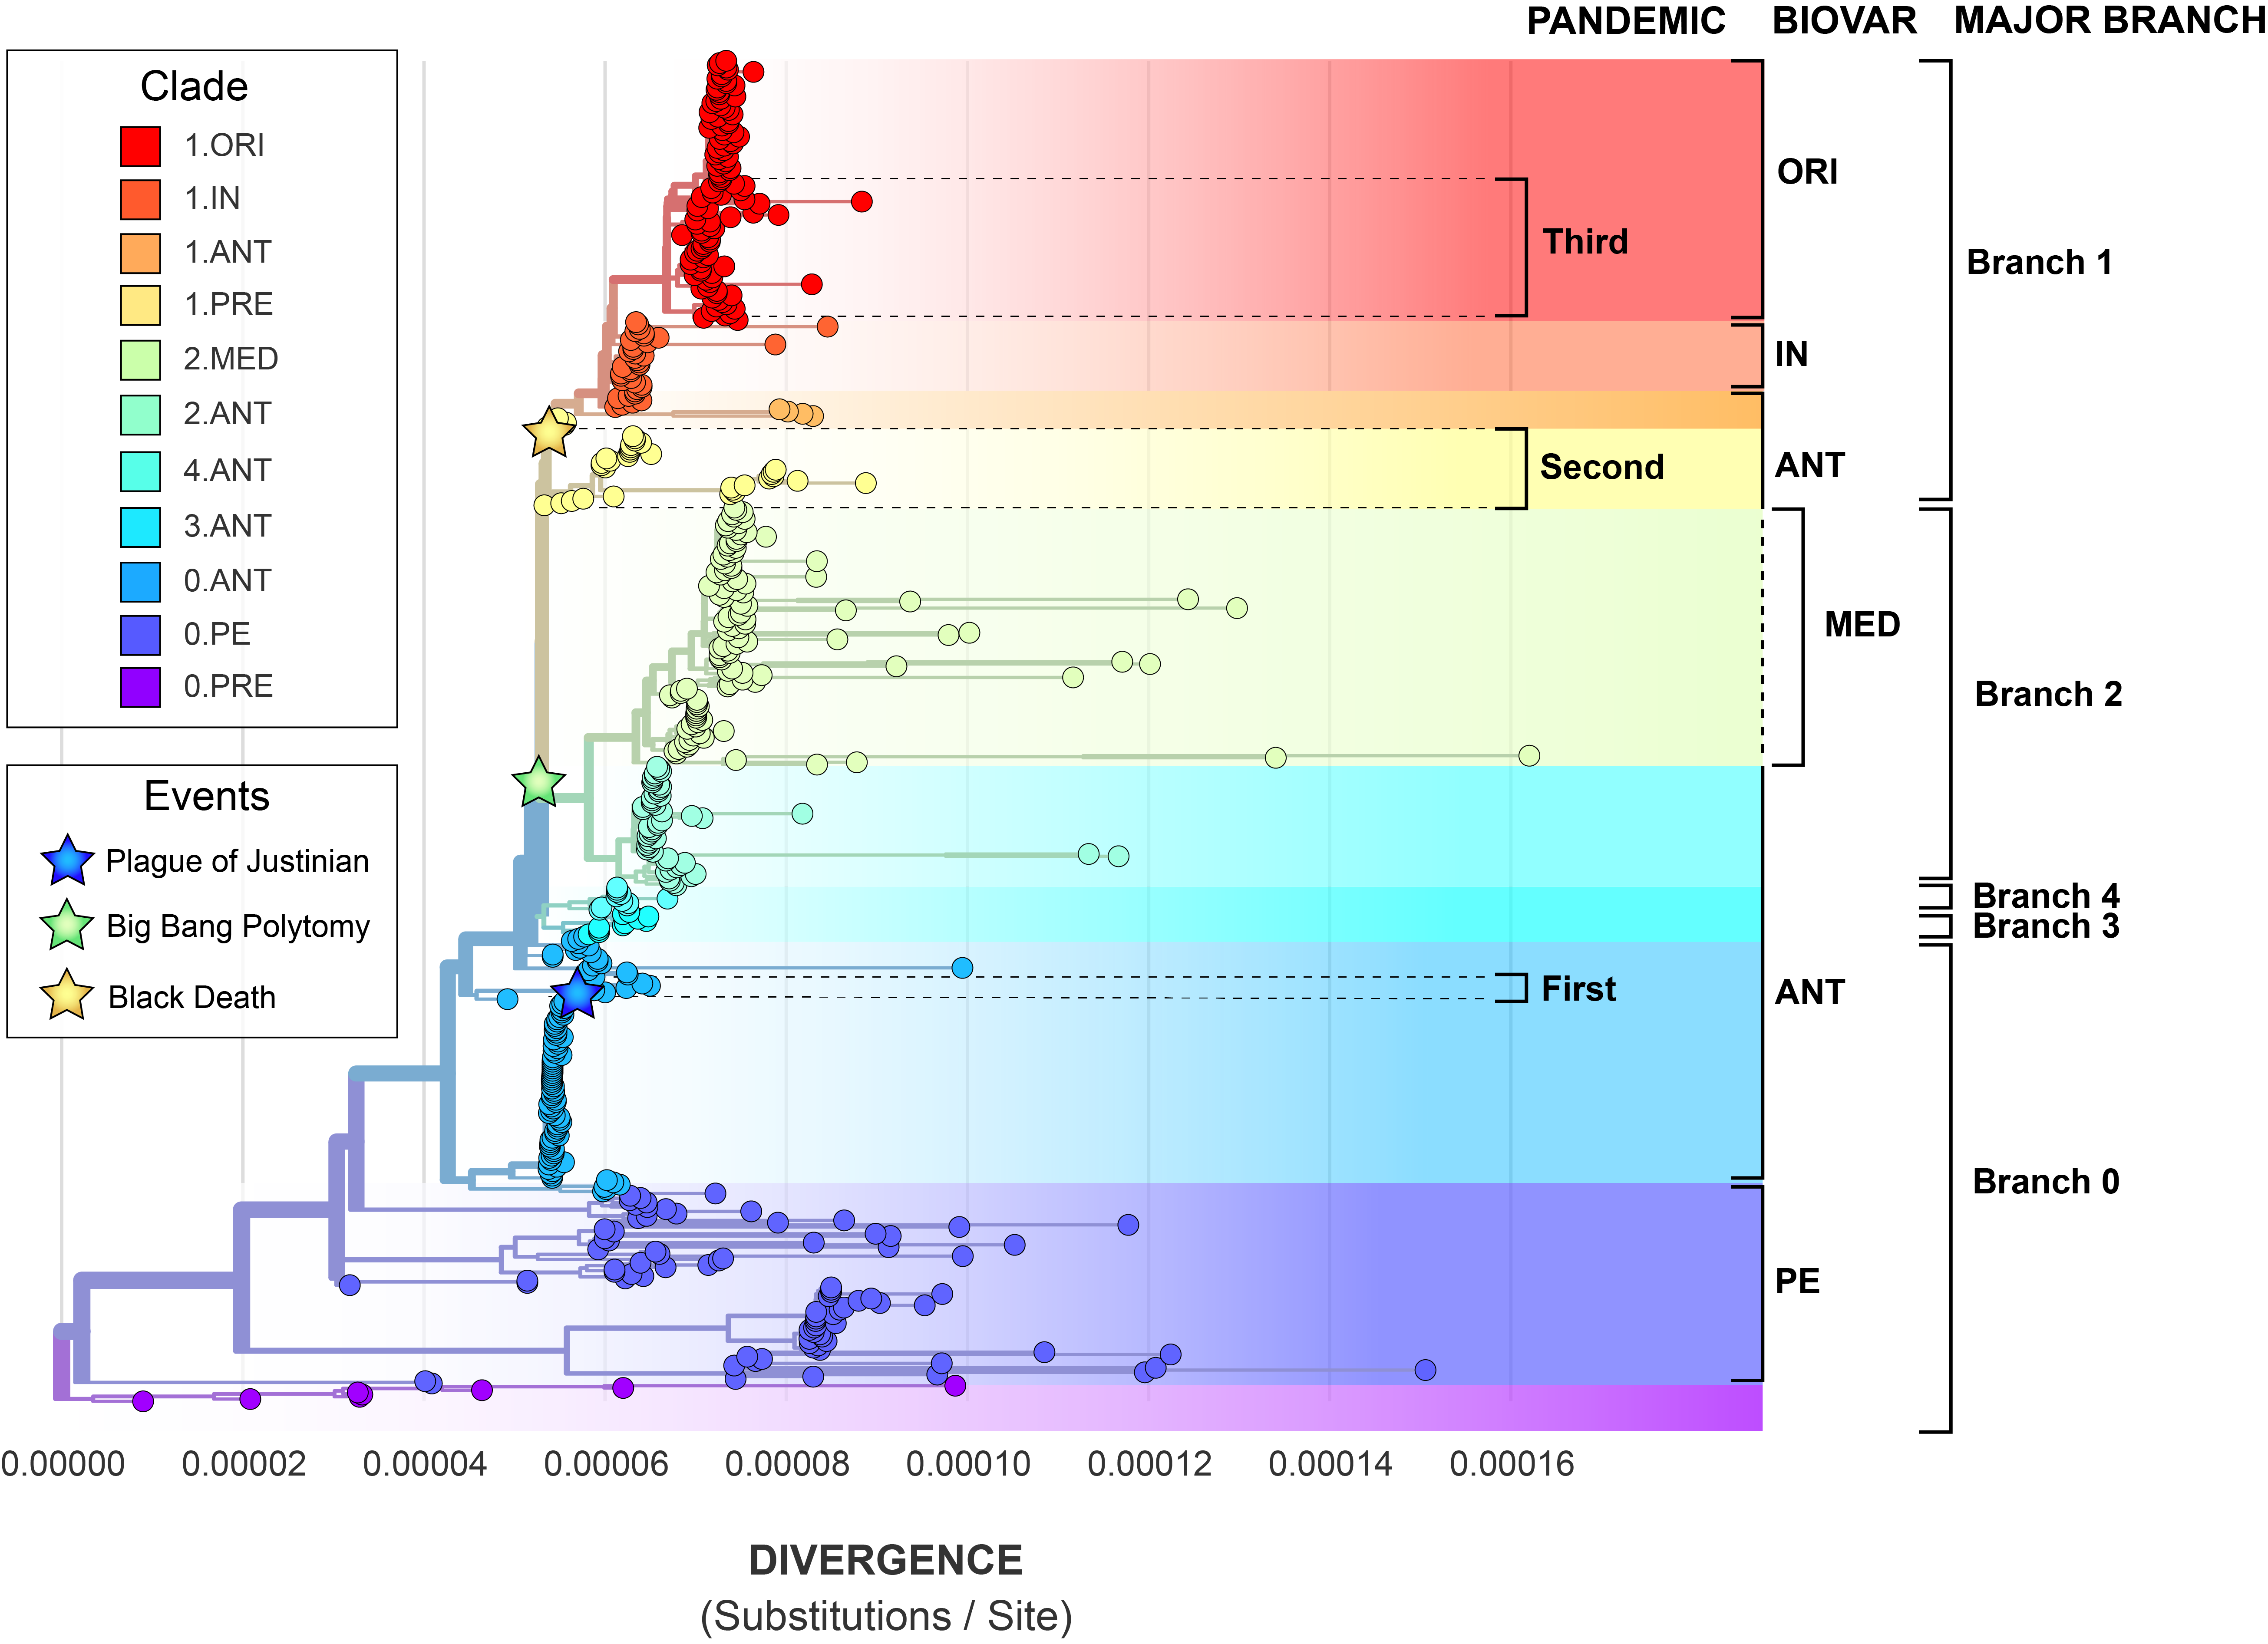 PANDEMIC BIOVAR MAJOR BRANCH
Clade
1.ORI
1.IN
1.ANT
1.PRE
2.MED
2.ANT
4.ANT
3.ANT
0.ANT
0.PE
0.PRE
Events
Plague of Justinian
Big Bang Polytomy
Black Death
Third
Second
First
ORI
IN
ANT
MED
ANT
PE
Branch 1
Branch 2
Branch 4
Branch 3
Branch 0
0.00000 0.00002 0.00004 0.00006 0.00008 0.00010 0.00012 0.00014 0.00016
DIVERGENCE
(Substitutions / Site)